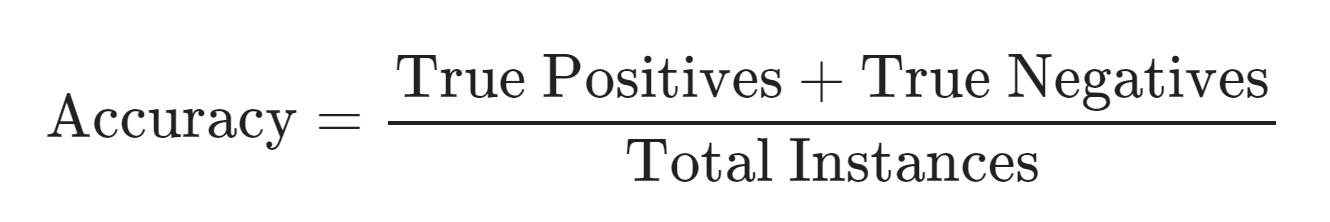 Accuracy = True Positives + True Negatives
Total Instances